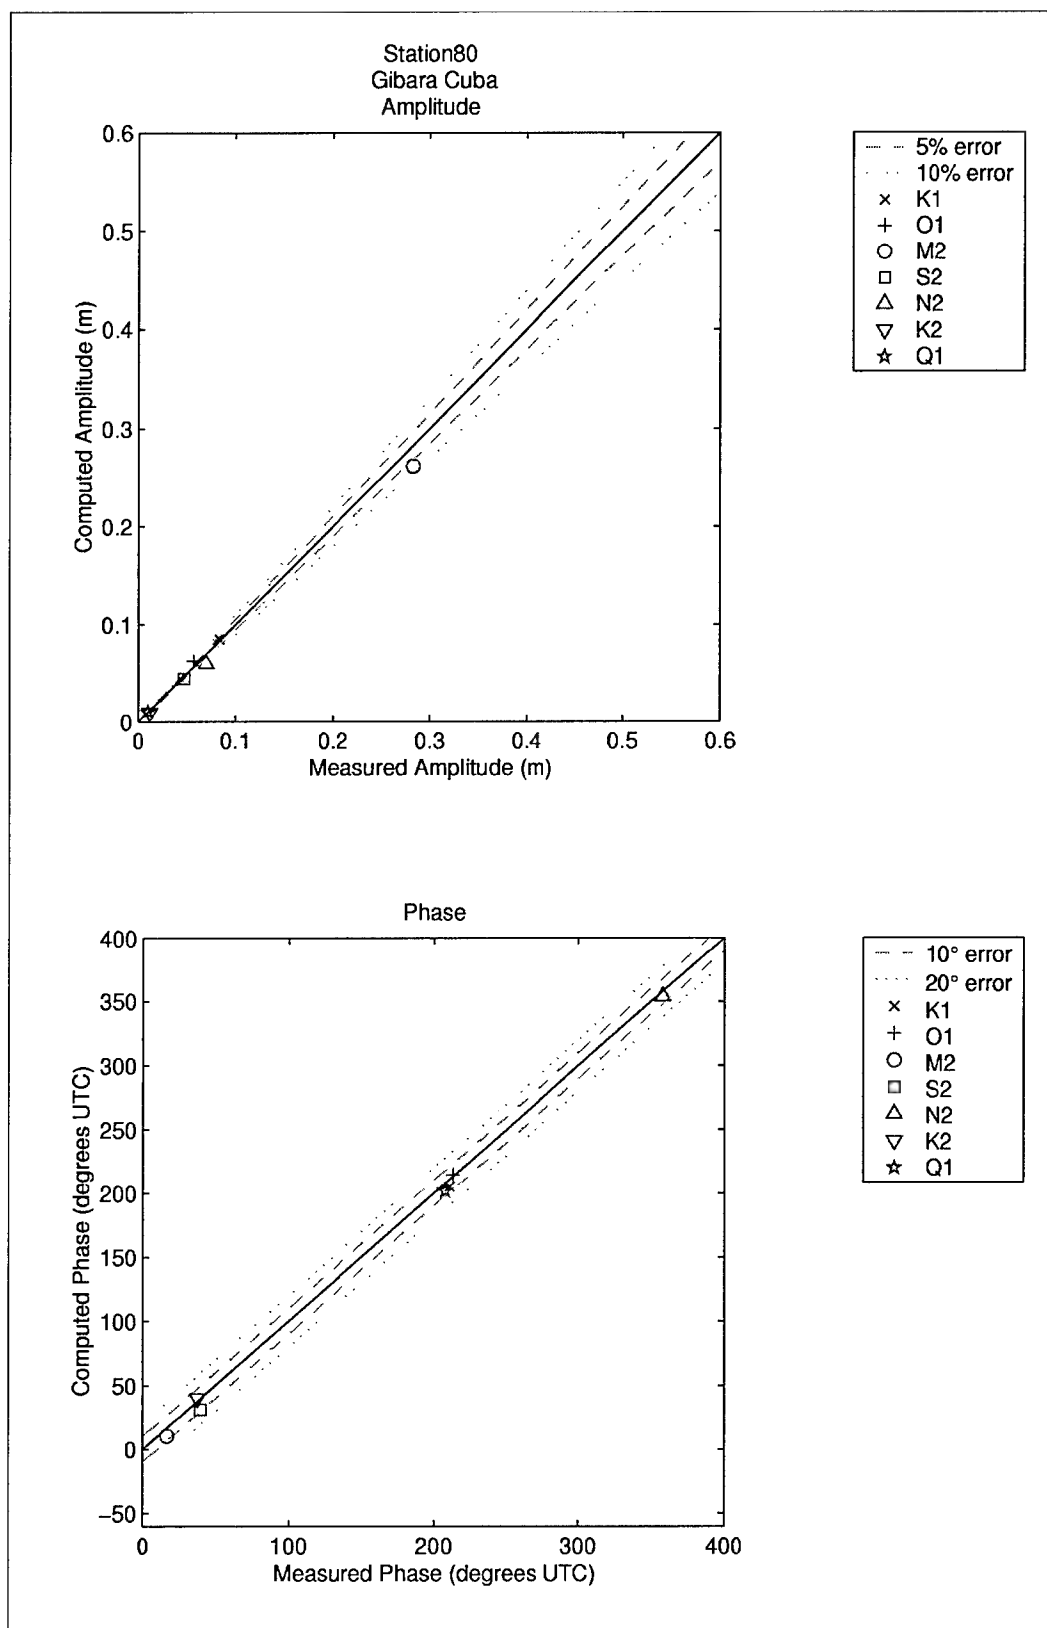 Station80
Gibara Cuba
Amplitude
0.6
0.5
0.4
0.3
0.2
0.1
0
Computed Amplitude (m)
0 0.1 0.2 0.3 0.4 0.5 0.6
Measured Amplitude (m)
5% error
10% error
K1
O1
M2
S2
N2
K2
Q1
Phase
400
350
300
250
200
150
100
50
0
−50
Computed Phase (degrees UTC)
0 100 200 300 400
Measured Phase (degrees UTC)
10° error
20° error
K1
O1
M2
S2
N2
K2
Q1